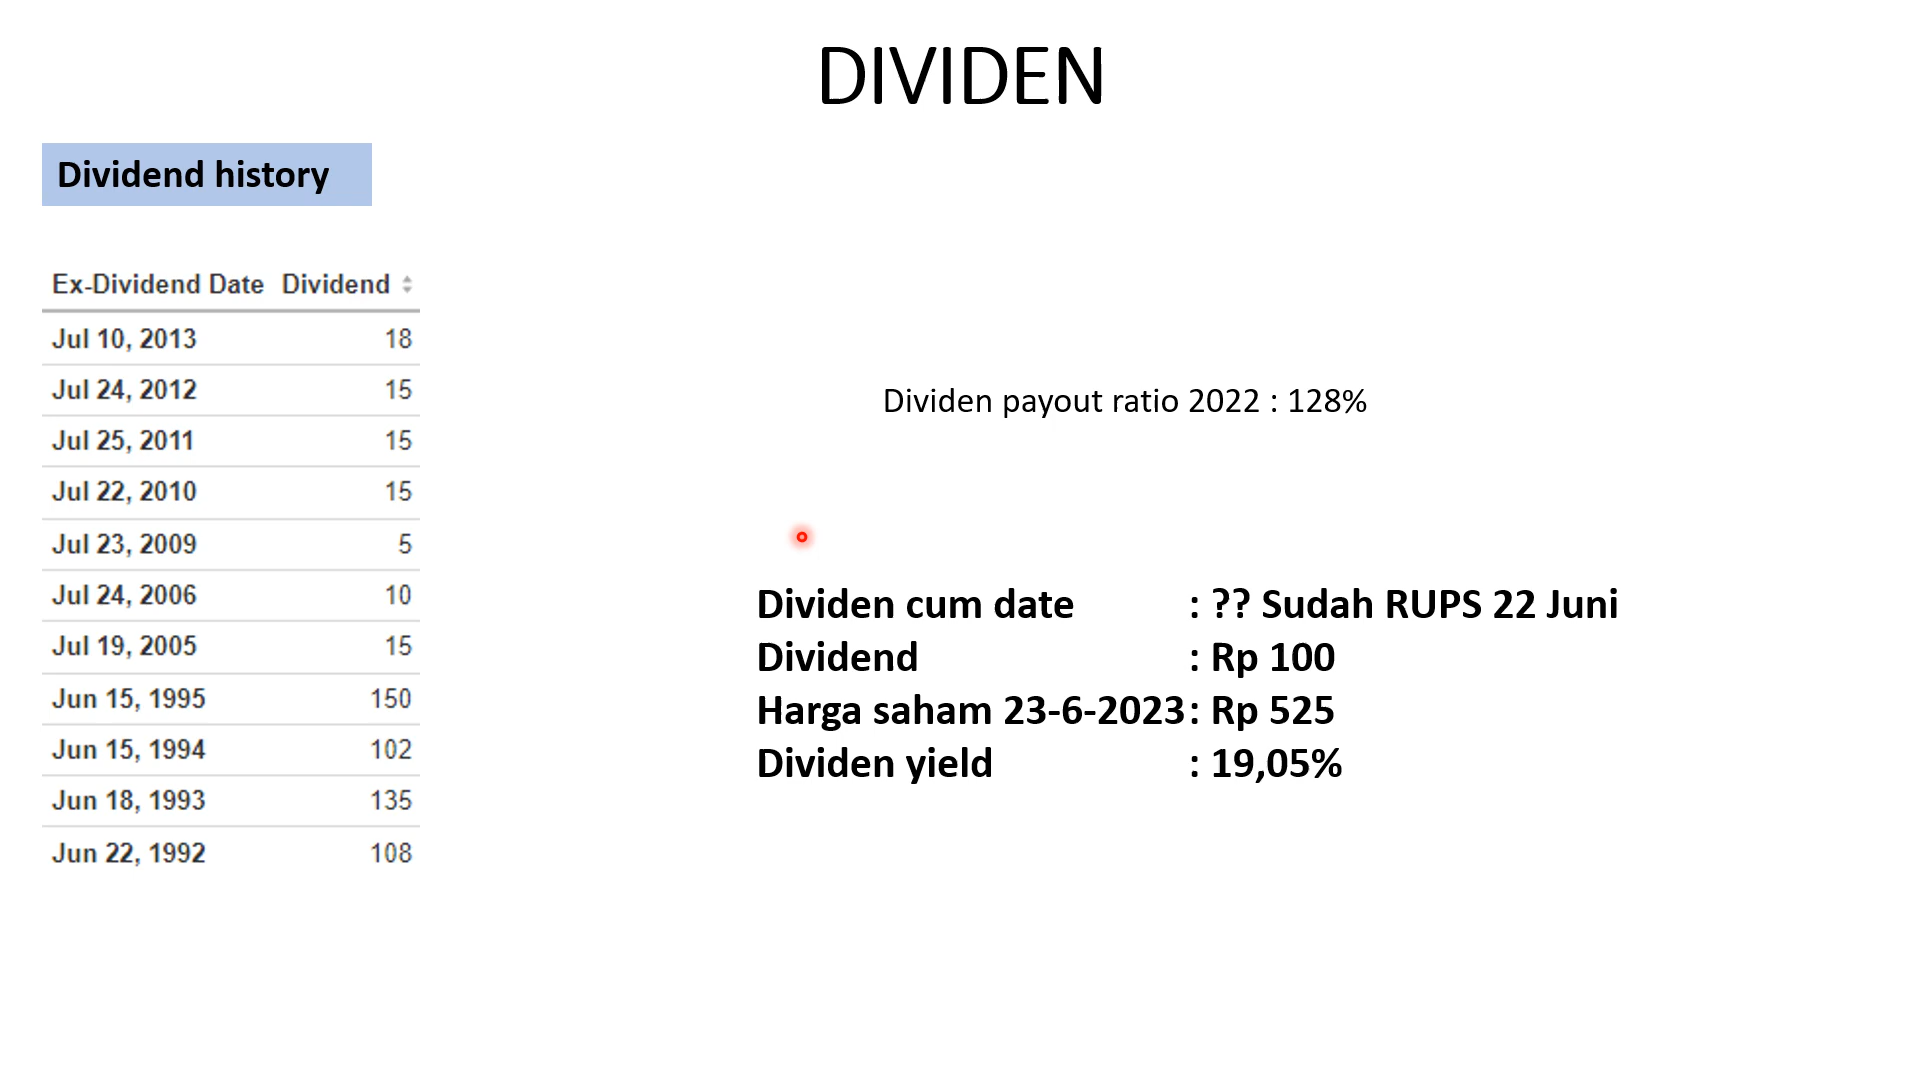 DIVIDEN
Dividend history
Ex-Dividend Date Dividend
Jul 10, 2013 18
Jul 24, 2012 15
Jul 25, 2011 15
Jul 22, 2010 15
Jul 23, 2009 5
Jul 24, 2006 10
Jul 19, 2005 15
Jun 15, 1995 150
Jun 15, 1994 102
Jun 18, 1993 135
Jun 22, 1992 108
Dividen payout ratio 2022 : 128%
Dividen cum date : ?? Sudah RUPS 22 Juni
Dividend : Rp 100
Harga saham 23-6-2023 : Rp 525
Dividen yield : 19,05%